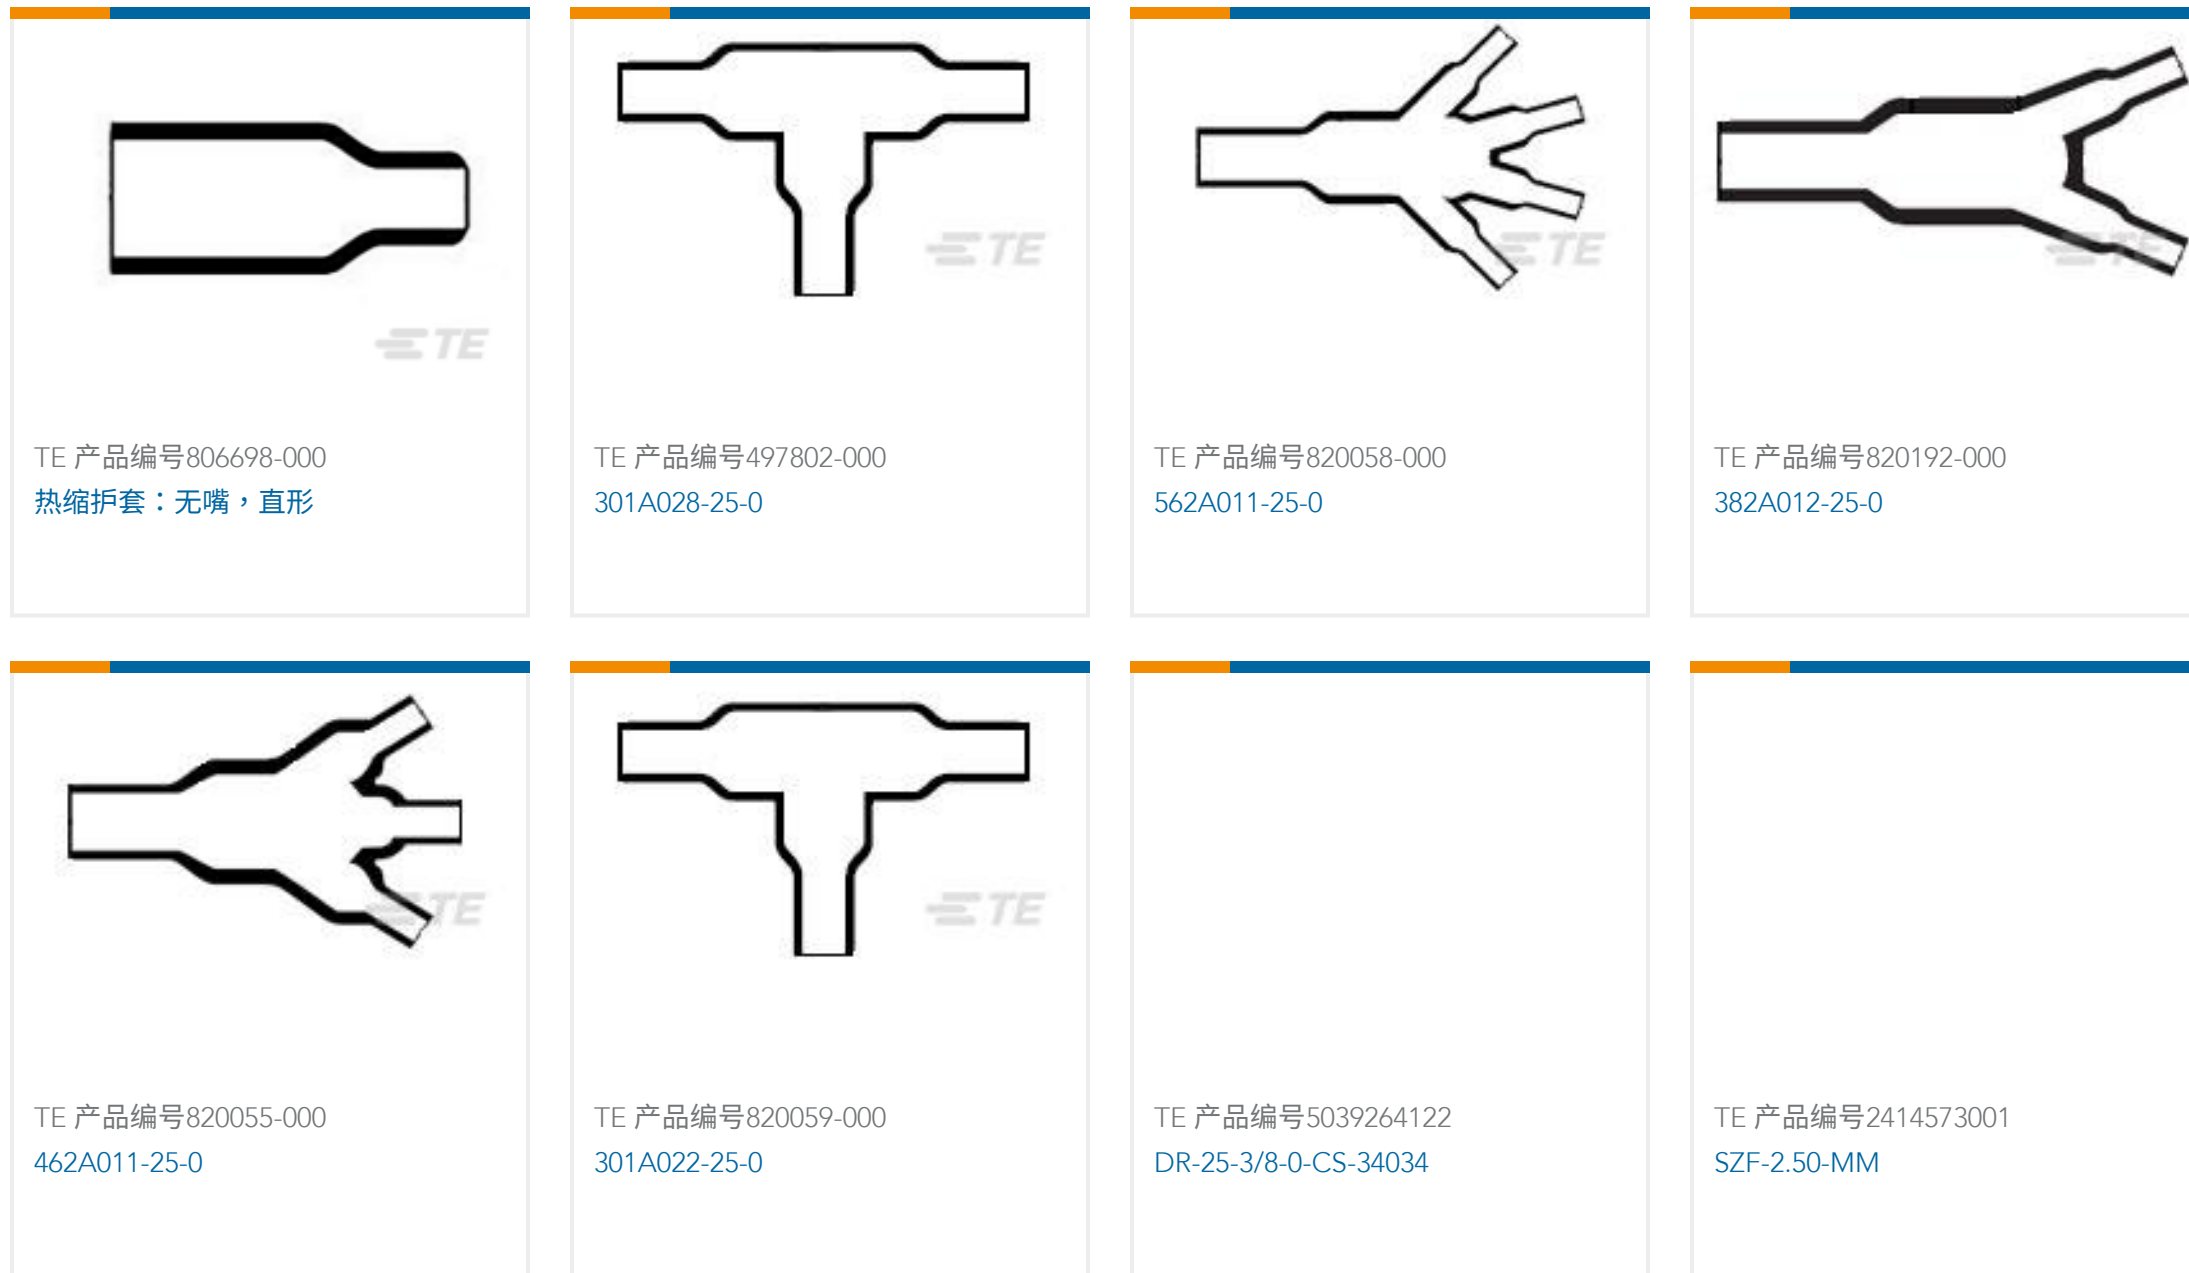 TE
TE 产品编号806698-000
热缩护套：无嘴，直形
TE
TE 产品编号497802-000
301A028-25-0
TE
TE 产品编号820058-000
562A011-25-0
TE
TE 产品编号820192-000
382A012-25-0
TE
TE 产品编号820055-000
462A011-25-0
TE
TE 产品编号820059-000
301A022-25-0
TE 产品编号5039264122
DR-25-3/8-0-CS-34034
TE 产品编号2414573001
SZF-2.50-MM